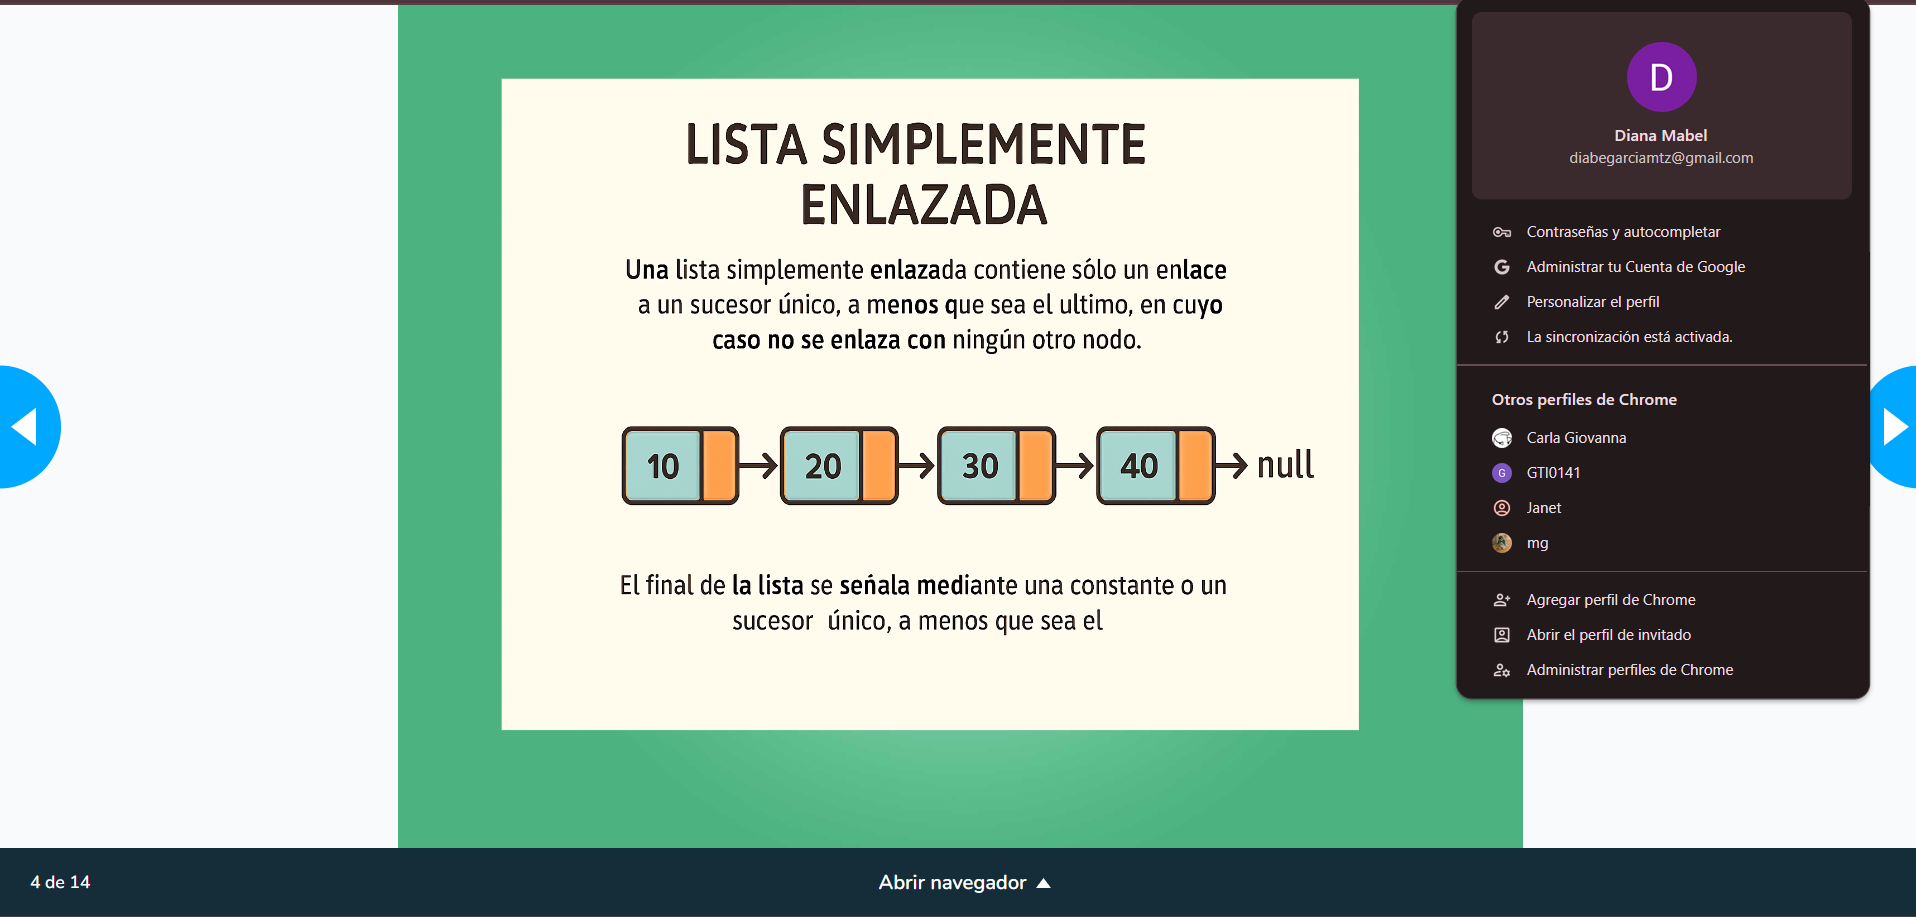 LISTA SIMPLEMENTE
ENLAZADA
Una lista simplemente enlazada contiene sólo un enlace
a un sucesor único, a menos que sea el ultimo, en cuyo
caso no se enlaza con ningún otro nodo.
10 20 30 40 null
El final de la lista se seńala mediante una constante o un
sucesor único, a menos que sea el
D
Diana Mabel
diabegarciamtz@gmail.com
Contraseñas y autocompletar
G Administrar tu Cuenta de Google
Personalizar el perfil
La sincronización está activada.
Otros perfiles de Chrome
Carla Giovanna
G GTI0141
Janet
mg
Agregar perfil de Chrome
Abrir el perfil de invitado
Administrar perfiles de Chrome
4 de 14
Abrir navegador